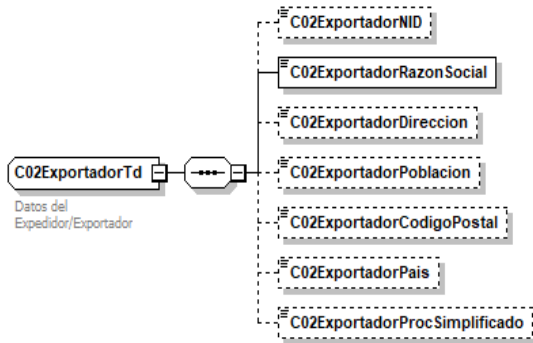 C02ExportadorNID
C02ExportadorRazonSocial
C02ExportadorDireccion
C02ExportadorTd
C02ExportadorPoblacion
Datos del
Expedidor/Exportador
C02ExportadorCodigoPostal
C02ExportadorPais
C02ExportadorProcSimplificado